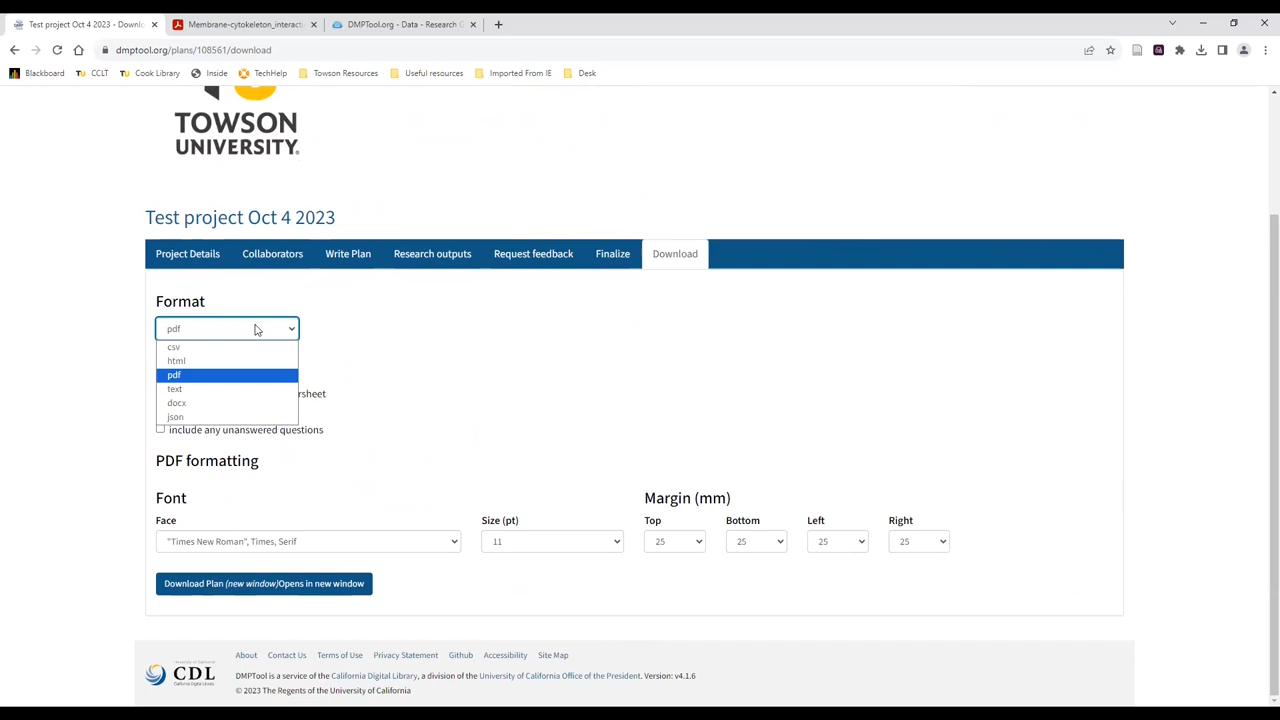 Test project Oct 4 2023 - Downlo
Membrane-cytokeleton_interacti
DMPTool.org - Data - Research G
dmptool.org/plans/108561/download
Blackboard
CCLT
Cook Library
Inside
TechHelp
Towson Resources
Useful resources
Imported From IE
Desk
TOWSON
UNIVERSITY.
Test project Oct 4 2023
Project Details
Collaborators
Write Plan
Research outputs
Request feedback
Finalize
Download
Format
pdf
csv
html
pdf
text
docx
json
rsheet
include any unanswered questions
PDF formatting
Font
Margin (mm)
Face
Size (pt)
Top
Bottom
Left
Right
"Times New Roman", Times, Serif
11
25
25
25
25
Download Plan (new window)Opens in new window
CDL
About
Contact Us
Terms of Use
Privacy Statement
Github
Accessibility
Site Map
DMPTool is a service of the California Digital Library, a division of the University of California Office of the President. Version: v4.1.6
© 2023 The Regents of the University of California